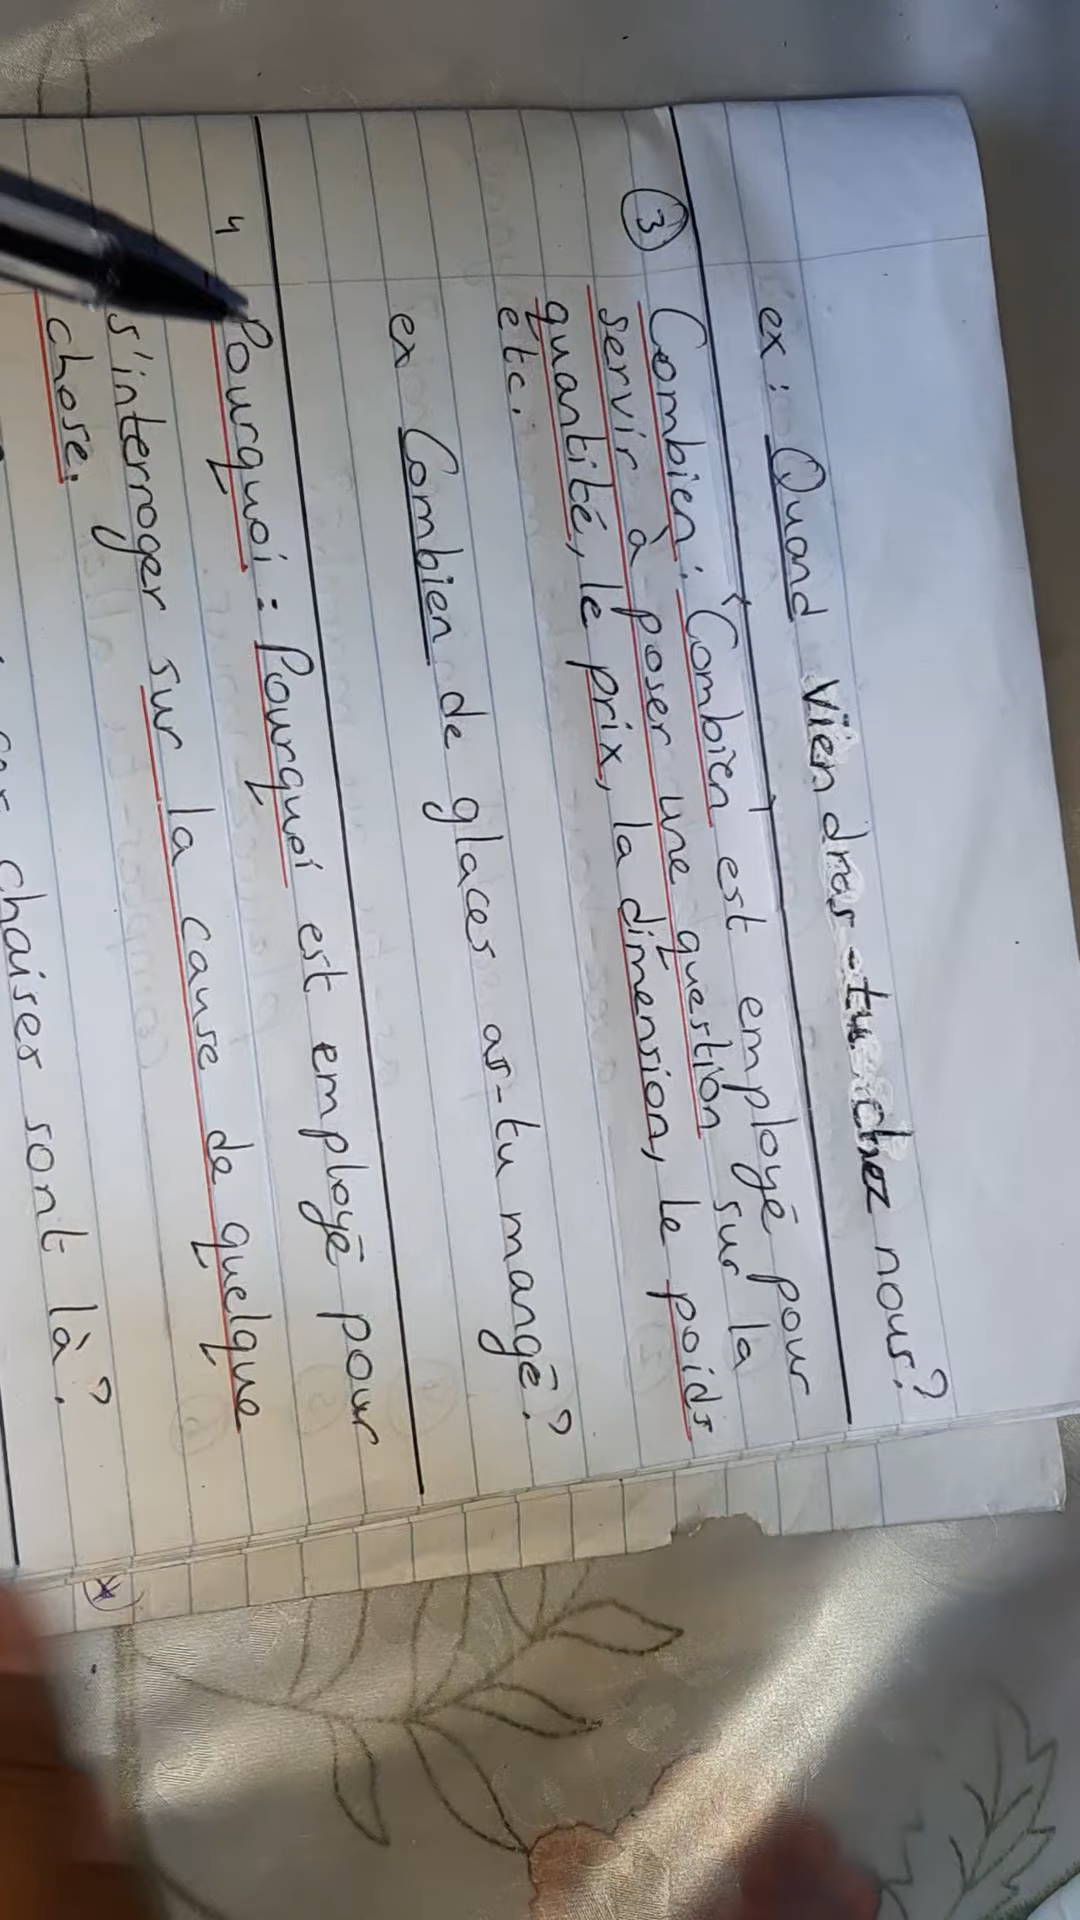 ex: Quand viendras-tu chez nous?
③ Combien: Combien est employé pour
servir à poser une question sur la
quantité, le prix, la dimension, le poids
etc.
ex Combien de glaces as-tu mangé?
4 Pourquoi: Pourquoi est employé pour
s'interroger sur la cause de quelque
chose.
chaises sont là?